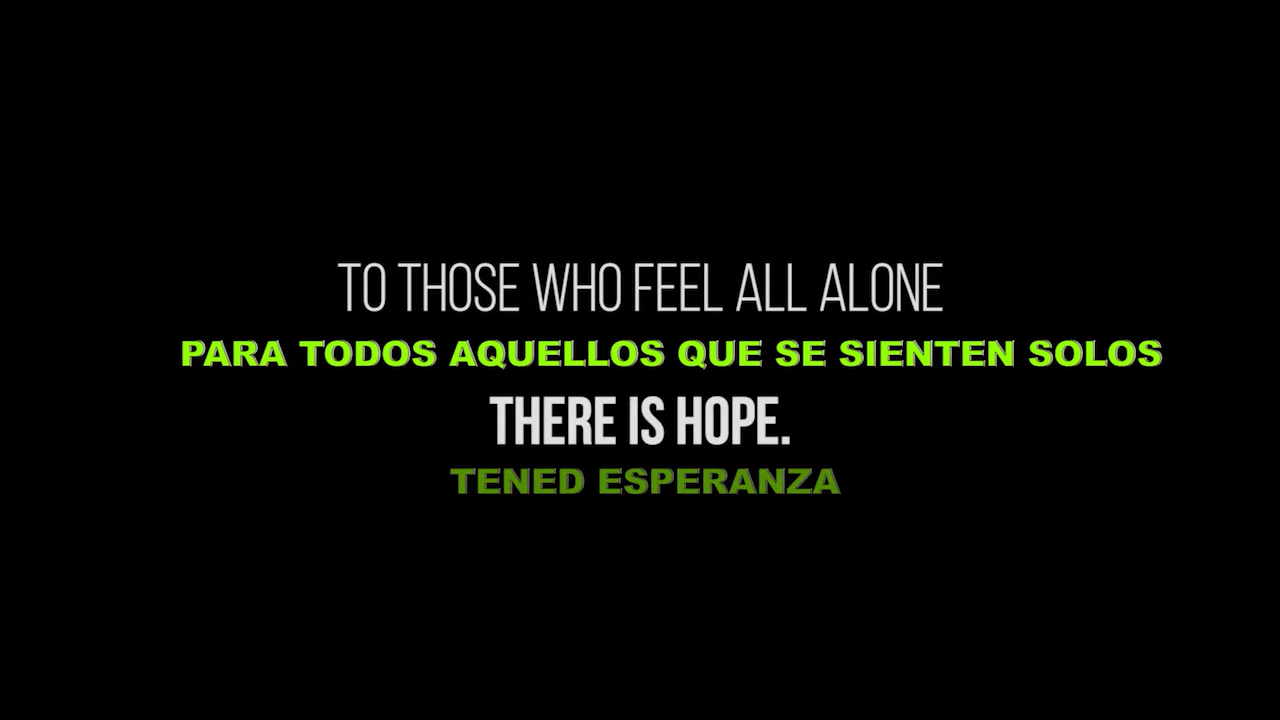 TO THOSE WHO FEEL ALL ALONE
PARA TODOS AQUELLOS QUE SE SIENTEN SOLOS
THERE IS HOPE.
TENED ESPERANZA